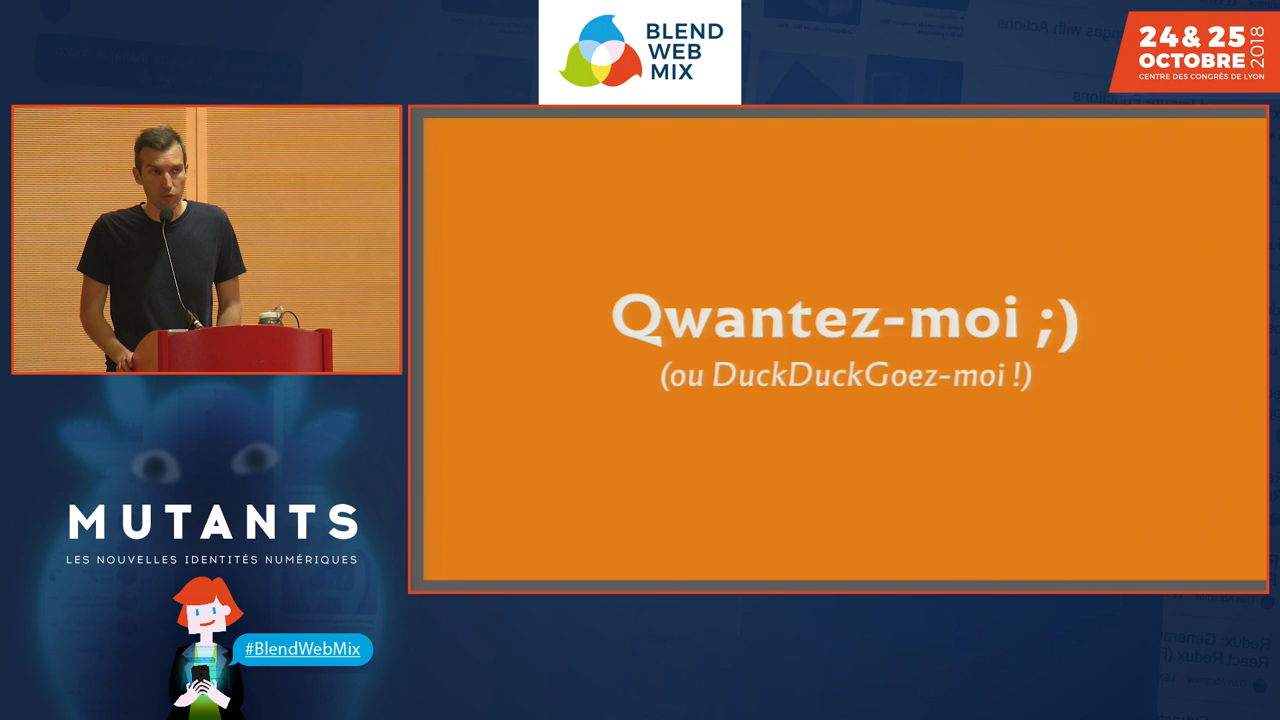 BLEND
WEB
MIX
24 & 25
OCTOBRE
2018
CENTRE DES CONGRÈS DE LYON
Qwantez-moi ;)
(ou DuckDuckGoez-moi !)
MUTANTS
LES NOUVELLES IDENTITÉS NUMÉRIQUES
#BlendWebMix